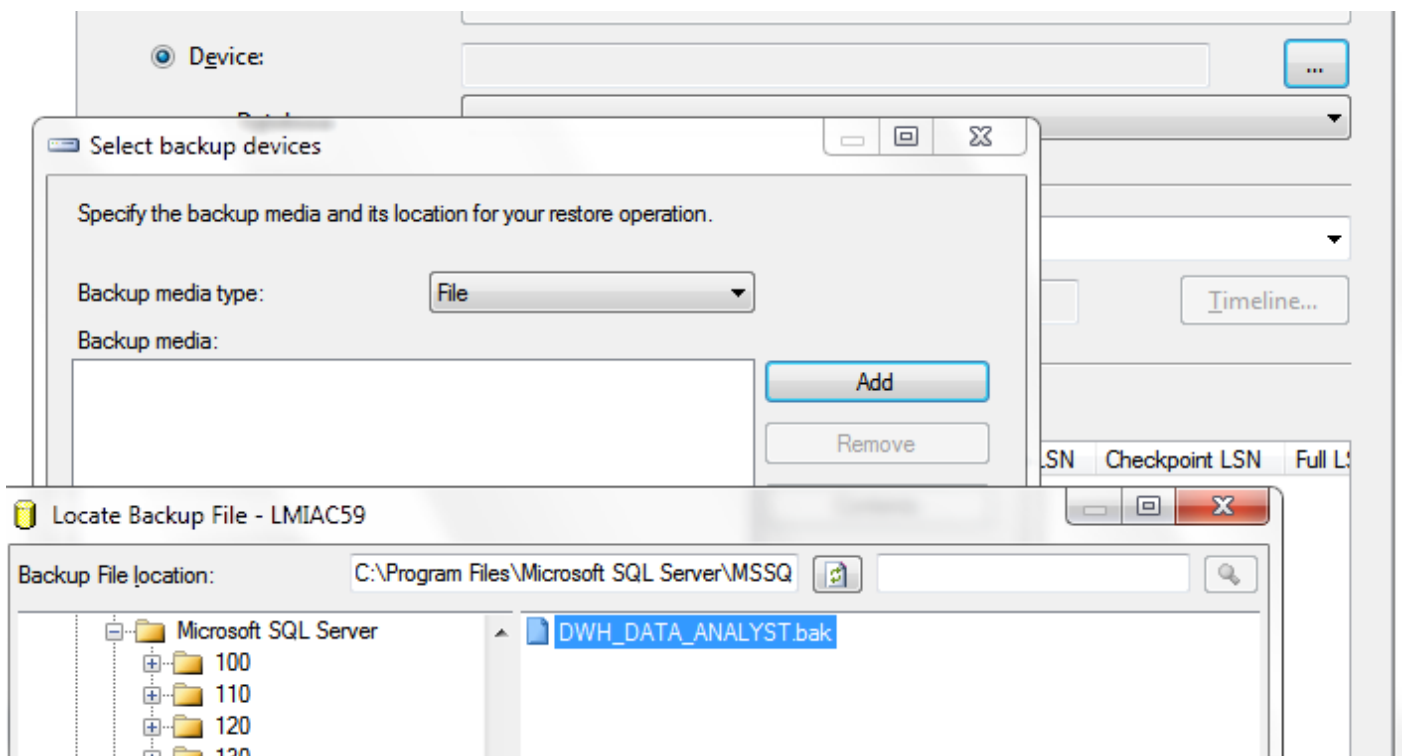 Device:
...
Select backup devices
Specify the backup media and its location for your restore operation.
Backup media type:
File
Timeline...
Backup media:
Add
Remove
LSN Checkpoint LSN Full LS
Locate Backup File - LMIAC59
Backup File location:
C:\Program Files\Microsoft SQL Server\MSSQ
Microsoft SQL Server
DWH_DATA_ANALYST.bak
100
110
120